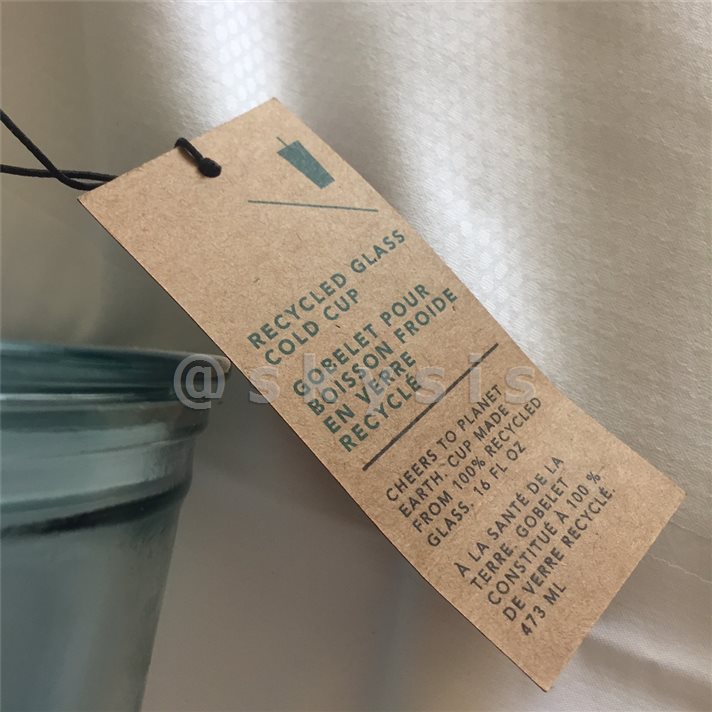 RECYCLED GLASS
COLD CUP
GOBELET POUR
BOISSON FROIDE
EN VERRE
RECYCLÉ
CHEERS TO PLANET
EARTH. CUP MADE
FROM 100% RECYCLED
GLASS. 16 FL OZ
À LA SANTÉ DE LA
TERRE. GOBELET
CONSTITUÉ À 100 %
DE VERRE RECYCLÉ.
473 ML
@skysis